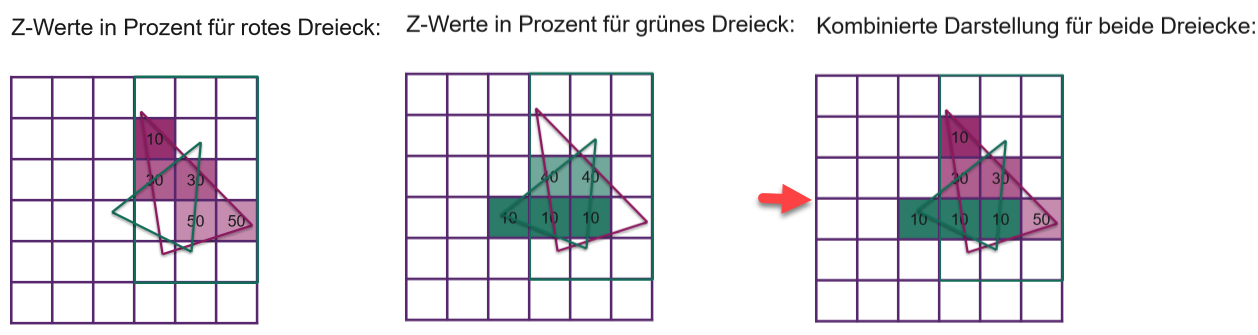 Z-Werte in Prozent für rotes Dreieck:
Z-Werte in Prozent für grünes Dreieck:
Kombinierte Darstellung für beide Dreiecke:
10
30 30
50 50
40 40
10 10 10
10
30 30
10 10 10 50